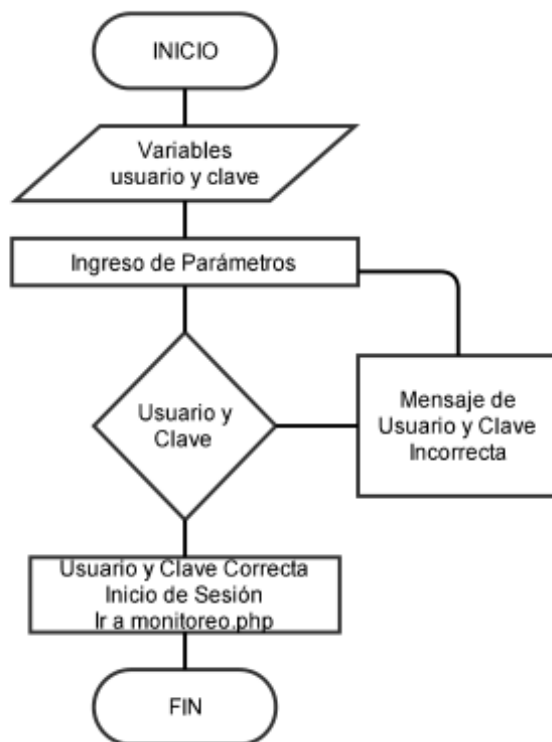 INICIO
Variables
usuario y clave
Ingreso de Parámetros
Usuario y
Clave
Mensaje de
Usuario y Clave
Incorrecta
Usuario y Clave Correcta
Inicio de Sesión
Ir a monitoreo.php
FIN